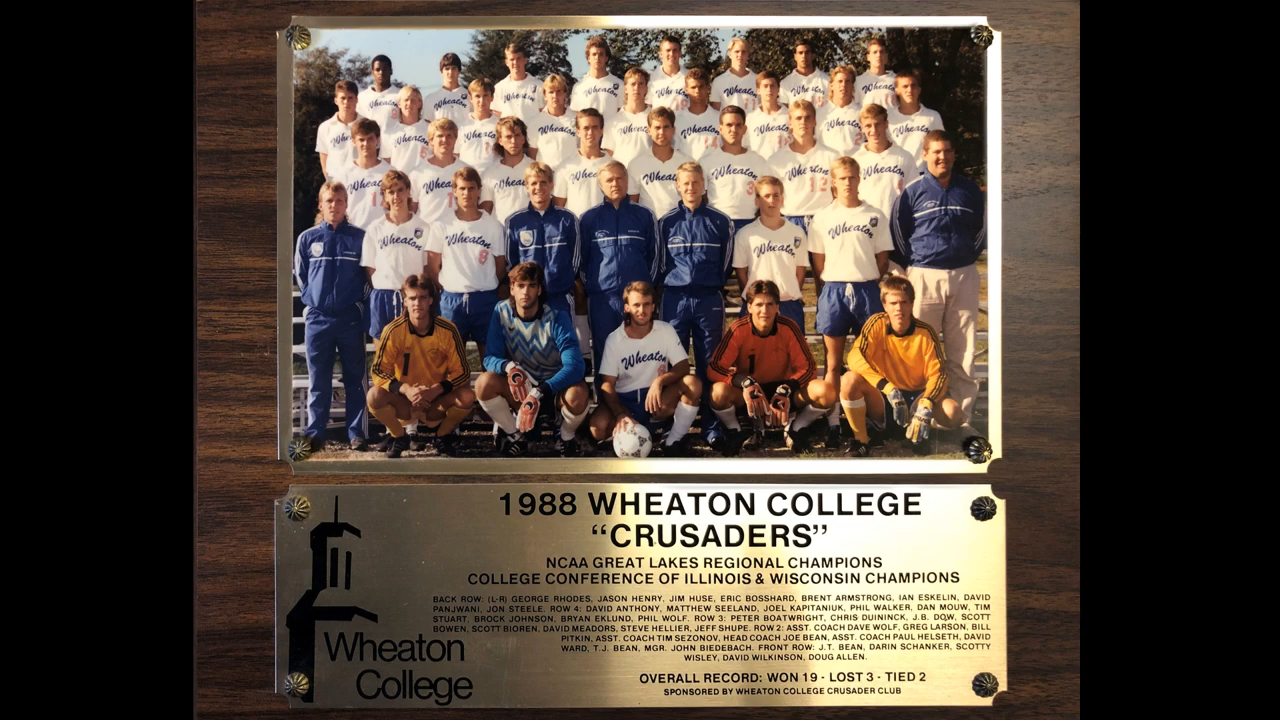 Wheaton
Wheaton
Wheaton
1988 WHEATON COLLEGE
“CRUSADERS”
NCAA GREAT LAKES REGIONAL CHAMPIONS
COLLEGE CONFERENCE OF ILLINOIS & WISCONSIN CHAMPIONS
BACK ROW: (L-R) GEORGE RHODES, JASON HENRY, JIM HUSE, ERIC BOSSHARD, BRENT ARMSTRONG, IAN ESKELIN, DAVID
PANJWANI, JON STEELE. ROW 4: DAVID ANTHONY, MATTHEW SEELAND, JOEL KAPITANIUK, PHIL WALKER, DAN MOUW, TIM
STUART, BROCK JOHNSON, BRYAN EKLUND, PHIL WOLF. ROW 3: PETER BOATWRIGHT, CHRIS DUININCK, J.B. DOW, SCOTT
BOWEN, SCOTT BIOREN, DAVID MEADORS, STEVE HELLIER, JEFF SHUPE. ROW 2: ASST. COACH DAVE WOLF, GREG LARSON, BILL
PITKIN, ASST. COACH TIM SEZONOV, HEAD COACH JOE BEAN, ASST. COACH PAUL HELSETH, DAVID
WARD, T.J. BEAN, MGR. JOHN BIEDEBACH. FRONT ROW: J.T. BEAN, DARIN SCHANKER, SCOTTY
WISLEY, DAVID WILKINSON, DOUG ALLEN.
OVERALL RECORD: WON 19 - LOST 3 - TIED 2
SPONSORED BY WHEATON COLLEGE CRUSADER CLUB
Wheaton
College